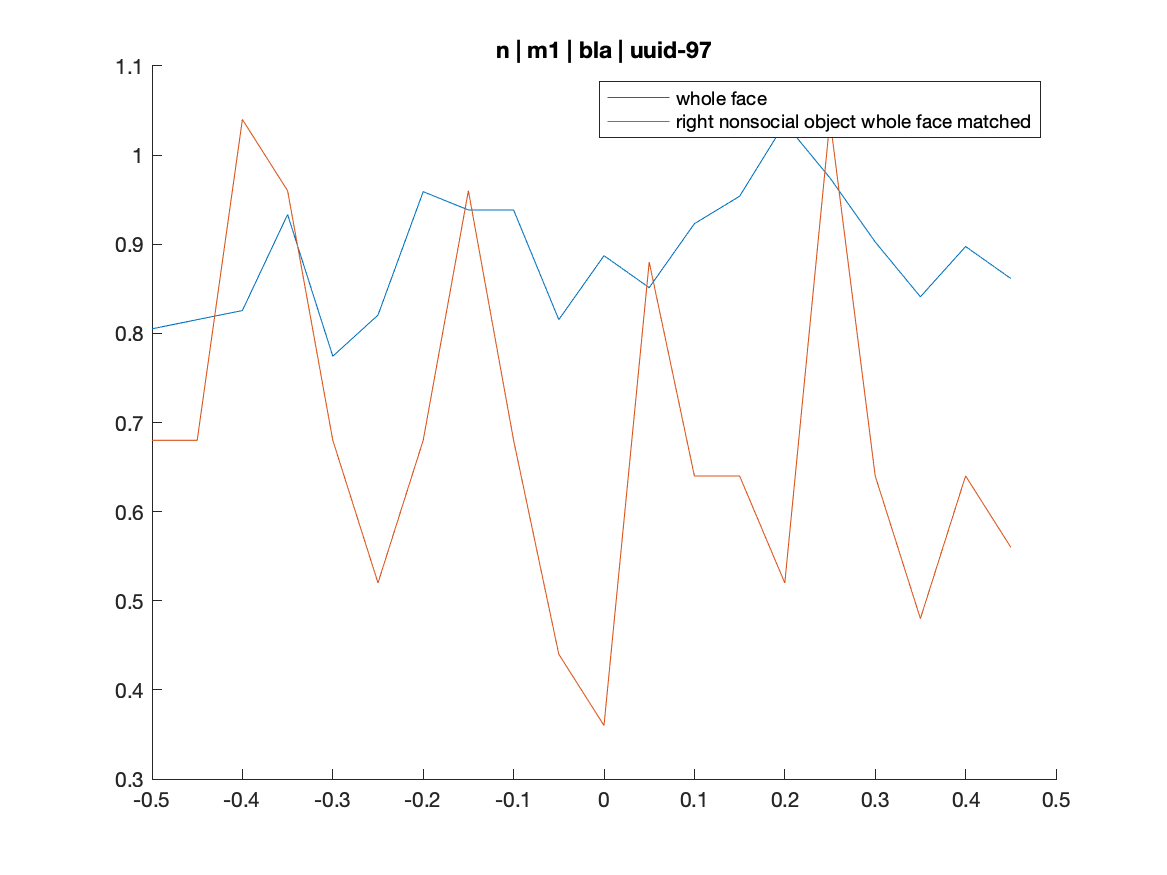 n | m1 | bla | uuid-97
1.1
whole face
right nonsocial object whole face matched
1
0.9
0.8
0.7
0.6
0.5
0.4
0.3
-0.5 -0.4 -0.3 -0.2 -0.1 0 0.1 0.2 0.3 0.4 0.5